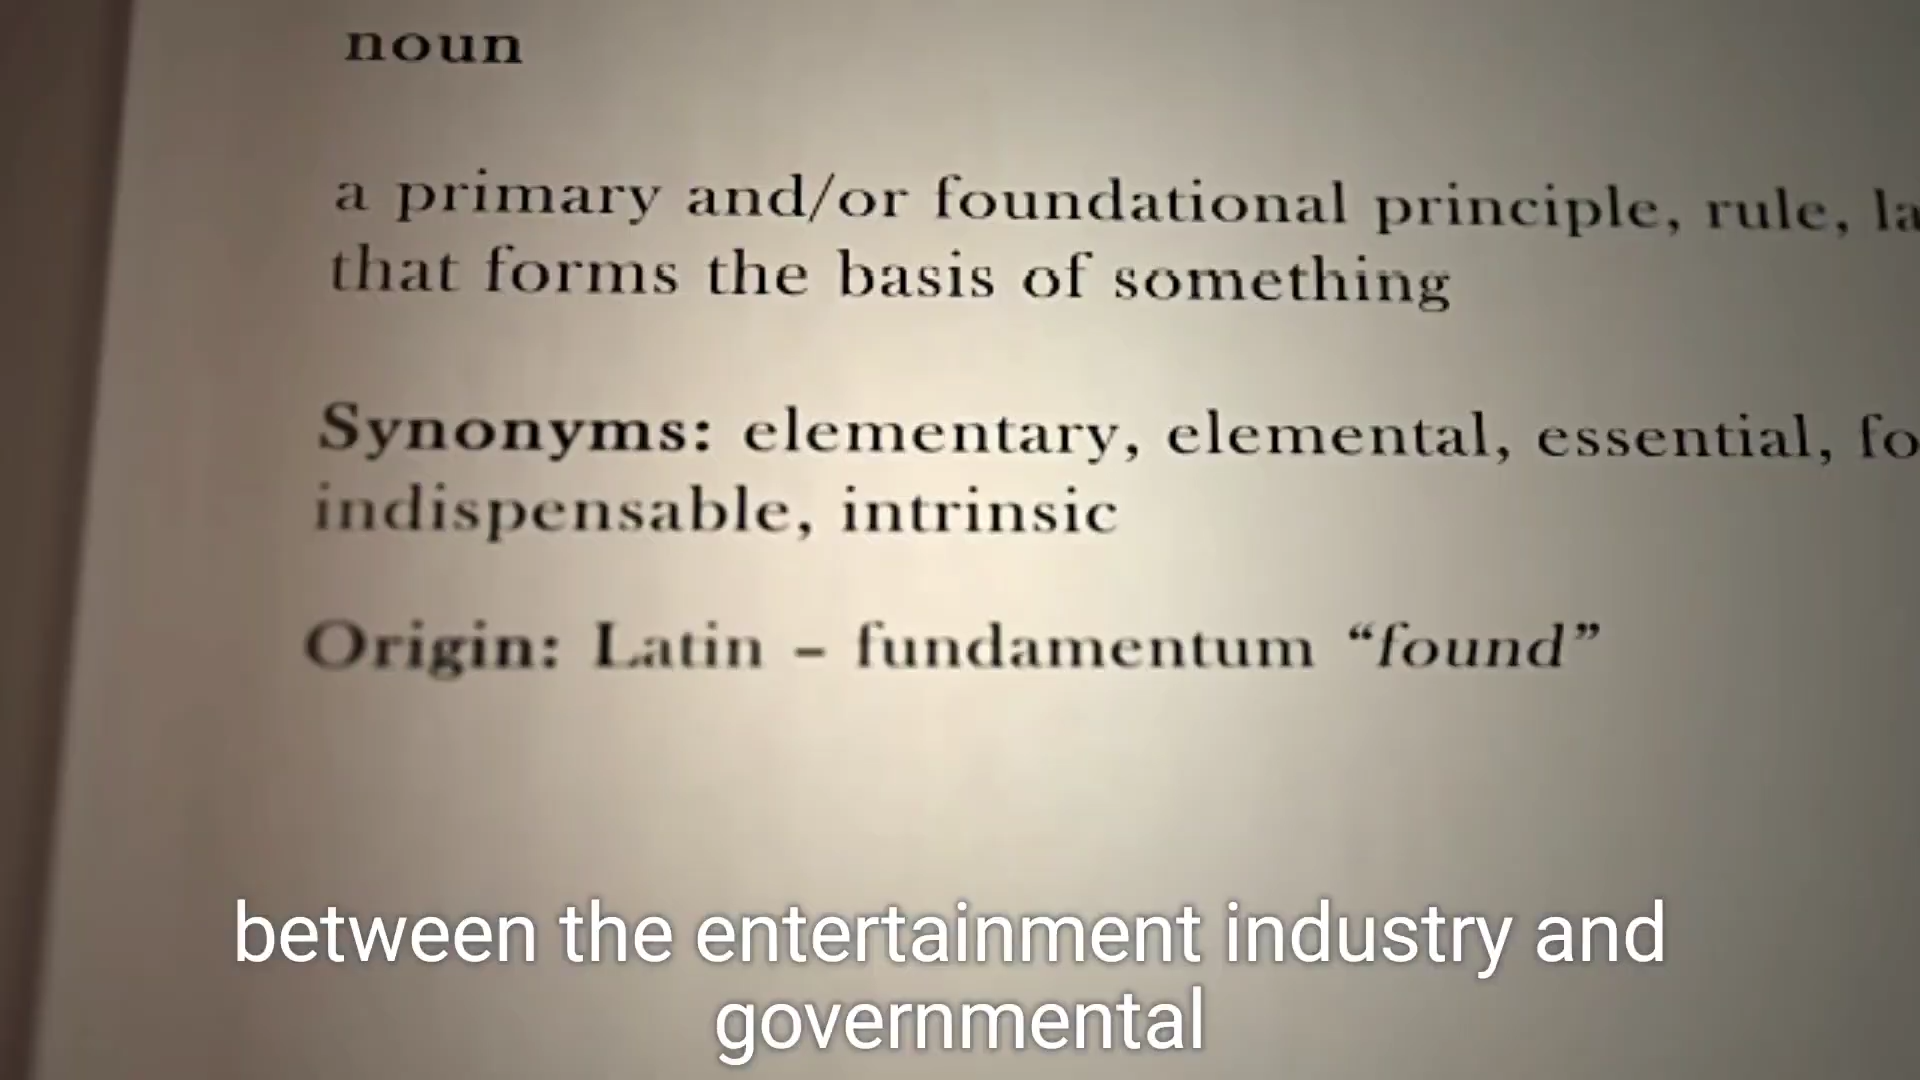 noun
a primary and/or foundational principle, rule,
that forms the basis of something
Synonyms: elementary, elemental, essential,
indispensable, intrinsic
Origin: Latin – fundamentum “found”
between the entertainment industry and
governmental